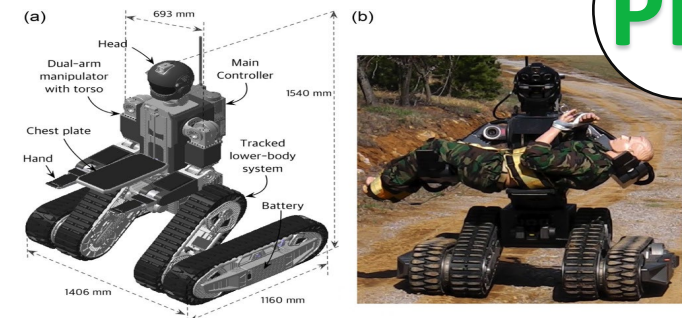 (a)
693 mm
(b)
Head
Dual-arm
manipulator
with torso
Main
Controller
1540 mm
Chest plate
Hand
Tracked
lower-body
system
Battery
1406 mm
1160 mm